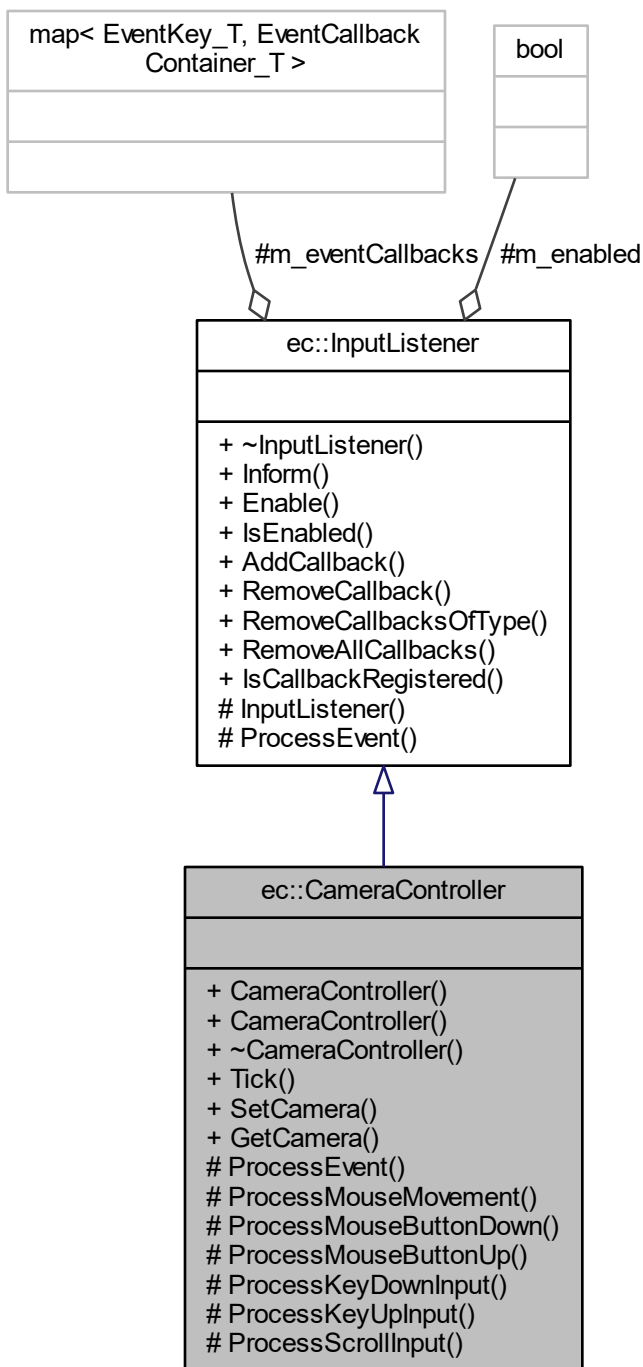 map< EventKey_T, EventCallback
Container_T >
bool
#m_eventCallbacks
#m_enabled
ec::InputListener
+ ~InputListener()
+ Inform()
+ Enable()
+ IsEnabled()
+ AddCallback()
+ RemoveCallback()
+ RemoveCallbacksOfType()
+ RemoveAllCallbacks()
+ IsCallbackRegistered()
# InputListener()
# ProcessEvent()
ec::CameraController
+ CameraController()
+ CameraController()
+ ~CameraController()
+ Tick()
+ SetCamera()
+ GetCamera()
# ProcessEvent()
# ProcessMouseMovement()
# ProcessMouseButtonDown()
# ProcessMouseButtonUp()
# ProcessKeyDownInput()
# ProcessKeyUpInput()
# ProcessScrollInput()